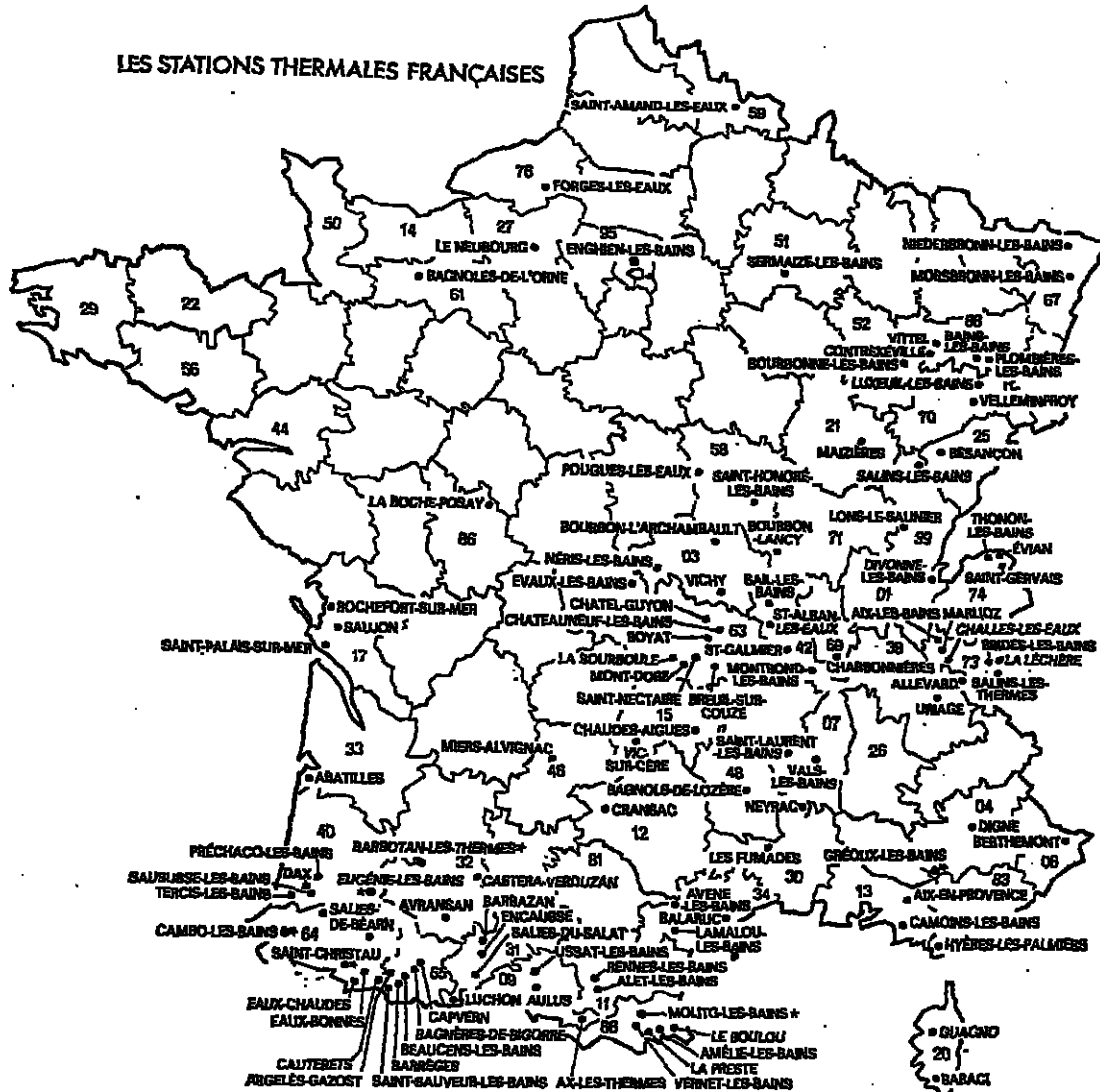 LES STATIONS THERMALES FRANÇAISES
SAINT-AMAND-LES-EAUX
59
76
FORGES-LES-EAUX
50
14
27
LE NEUBOURG
95
ENGHIEN-LES-BAINS
51
SERMAIZE-LES-BAINS
NIEDERBRONN-LES-BAINS
MORSBRONN-LES-BAINS
67
BAGNOLES-DE-L'ORNE
61
29
22
56
52
88
VITTEL
BAINS-
LES-BAINS
CONTREXÉVILLE
BOURBONNE-LES-BAINS
PLOMBIÈRES-
LES-BAINS
LUXEUIL-LES-BAINS
VELLEMINFROY
70
44
21
MAIZIÈRES
25
BESANÇON
58
POUGUES-LES-EAUX
SAINT-HONORÉ-
LES-BAINS
SALINS-LES-BAINS
LA ROCHE-POSAY
86
BOURBON-L'ARCHAMBAULT
BOURBON
-LANCY
71
LONS-LE-SAUNIER
39
THONON-
LES-BAINS
ÉVIAN
NÉRIS-LES-BAINS
03
DIVONNE-
LES-BAINS
SAINT-GERVAIS
EVAUX-LES-BAINS
VICHY
SAIL-LES-
BAINS
01
74
ROCHEFORT-SUR-MER
SAUJON
CHATEL-GUYON
CHATEAUNEUF-LES-BAINS
63
ST-ALBAN
-LES-EAUX
AIX-LES-BAINS MARLIOZ
CHALLES-LES-EAUX
SAINT-PALAIS-SUR-MER
17
ROYAT
ST-GALMIER
42
69
38
BRIDES-LES-BAINS
LA BOURBOULE
MONT-DORE
MONTROND-
LES-BAINS
CHARBONNIÈRES
73
LA LÉCHÈRE
ALLEVARD
SALINS-LES-
THERMES
SAINT-NECTAIRE
BREUIL-SUR-
COUZE
URIAGE
15
CHAUDES-AIGUES
07
33
MIERS-ALVIGNAC
46
VIC-
SUR-CÈRE
SAINT-LAURENT
-LES-BAINS
26
ABATILLES
48
VALS-
LES-BAINS
BAGNOLS-DE-LOZÈRE
CRANSAC
NEYRAC
04
DIGNE
BERTHEMONT
40
12
BARBOTAN-LES-THERMES*
PRÉCHACQ-LES-BAINS
32
81
LES FUMADES
30
GRÉOUX-LES-BAINS
06
DAX
SAUBUSSE-LES-BAINS
EUGÉNIE-LES-BAINS
*
CASTERA-VERDUZAN
83
TERCIS-LES-BAINS
AVENE
-LES-BAINS
34
13
AIX-EN-PROVENCE
BARBAZAN
SALIES-
DE-BÉARN
ENCAUSSE
BALARUC
CAMOINS-LES-BAINS
CAMBO-LES-BAINS
64
SALIES-DU-SALAT
LAMALOU-
LES-BAINS
HYÈRES-LES-PALMIERS
SAINT-CHRISTAU
31
USSAT-LES-BAINS
RENNES-LES-BAINS
65
09
ALET-LES-BAINS
EAUX-CHAUDES
LUCHON
AULUS
11
EAUX-BONNES
CAPVERN
MOLITG-LES-BAINS *
66
BAGNÈRES-DE-BIGORRE
LE BOULOU
GUAGNO
BEAUCENS-LES-BAINS
AMÉLIE-LES-BAINS
20
CAUTERETS
BARRÈGES
LA PRESTE
ARGELÈS-GAZOST
SAINT-SAUVEUR-LES-BAINS
AX-LES-THERMES
VERNET-LES-BAINS
BARACI